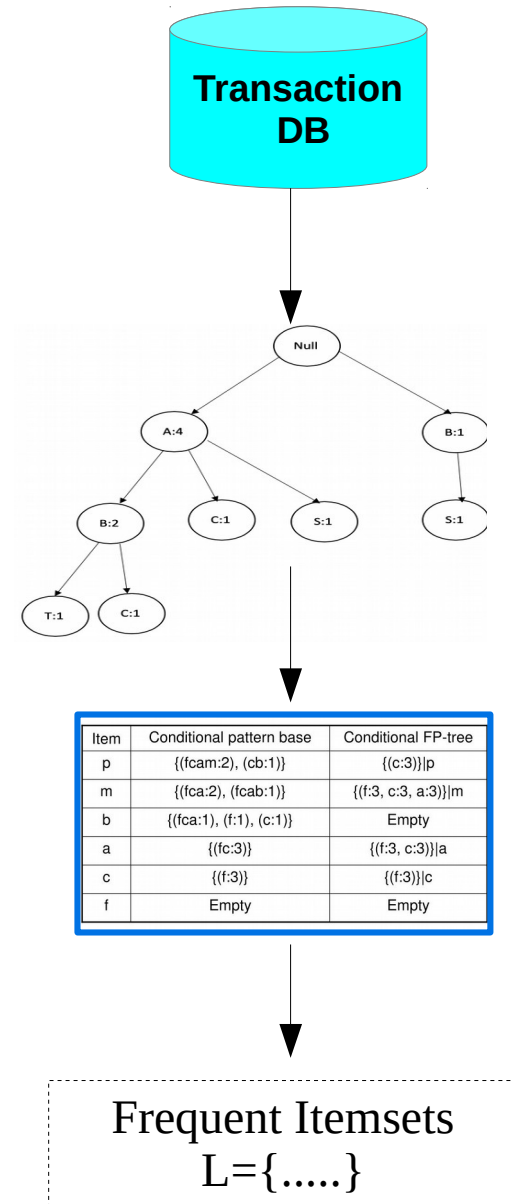 Transaction
DB
Null
A:4
B:1
B:2
C:1
S:1
S:1
T:1
C:1
Item Conditional pattern base Conditional FP-tree
p {(fcam:2), (cb:1)} {(c:3)}|p
m {(fca:2), (fcab:1)} {(f:3, c:3, a:3)}|m
b {(fca:1), (f:1), (c:1)} Empty
a {(fc:3)} {(f:3, c:3)}|a
c {(f:3)} {(f:3)}|c
f Empty Empty
Frequent Itemsets
L={.....}